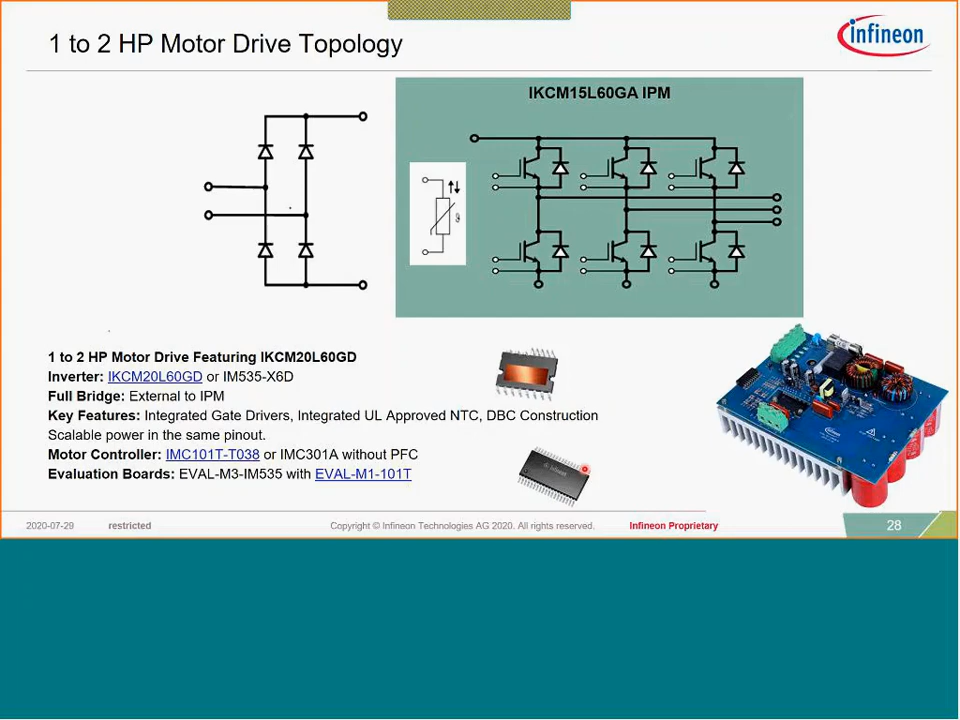 1 to 2 HP Motor Drive Topology
infineon
IKCM15L60GA IPM
1 to 2 HP Motor Drive Featuring IKCM20L60GD
Inverter: IKCM20L60GD or IM535-X6D
Full Bridge: External to IPM
Key Features: Integrated Gate Drivers, Integrated UL Approved NTC, DBC Construction
Scalable power in the same pinout.
Motor Controller: IMC101T-T038 or IMC301A without PFC
Evaluation Boards: EVAL-M3-IM535 with EVAL-M1-101T
2020-07-29 restricted Copyright © Infineon Technologies AG 2020. All rights reserved. Infineon Proprietary 28